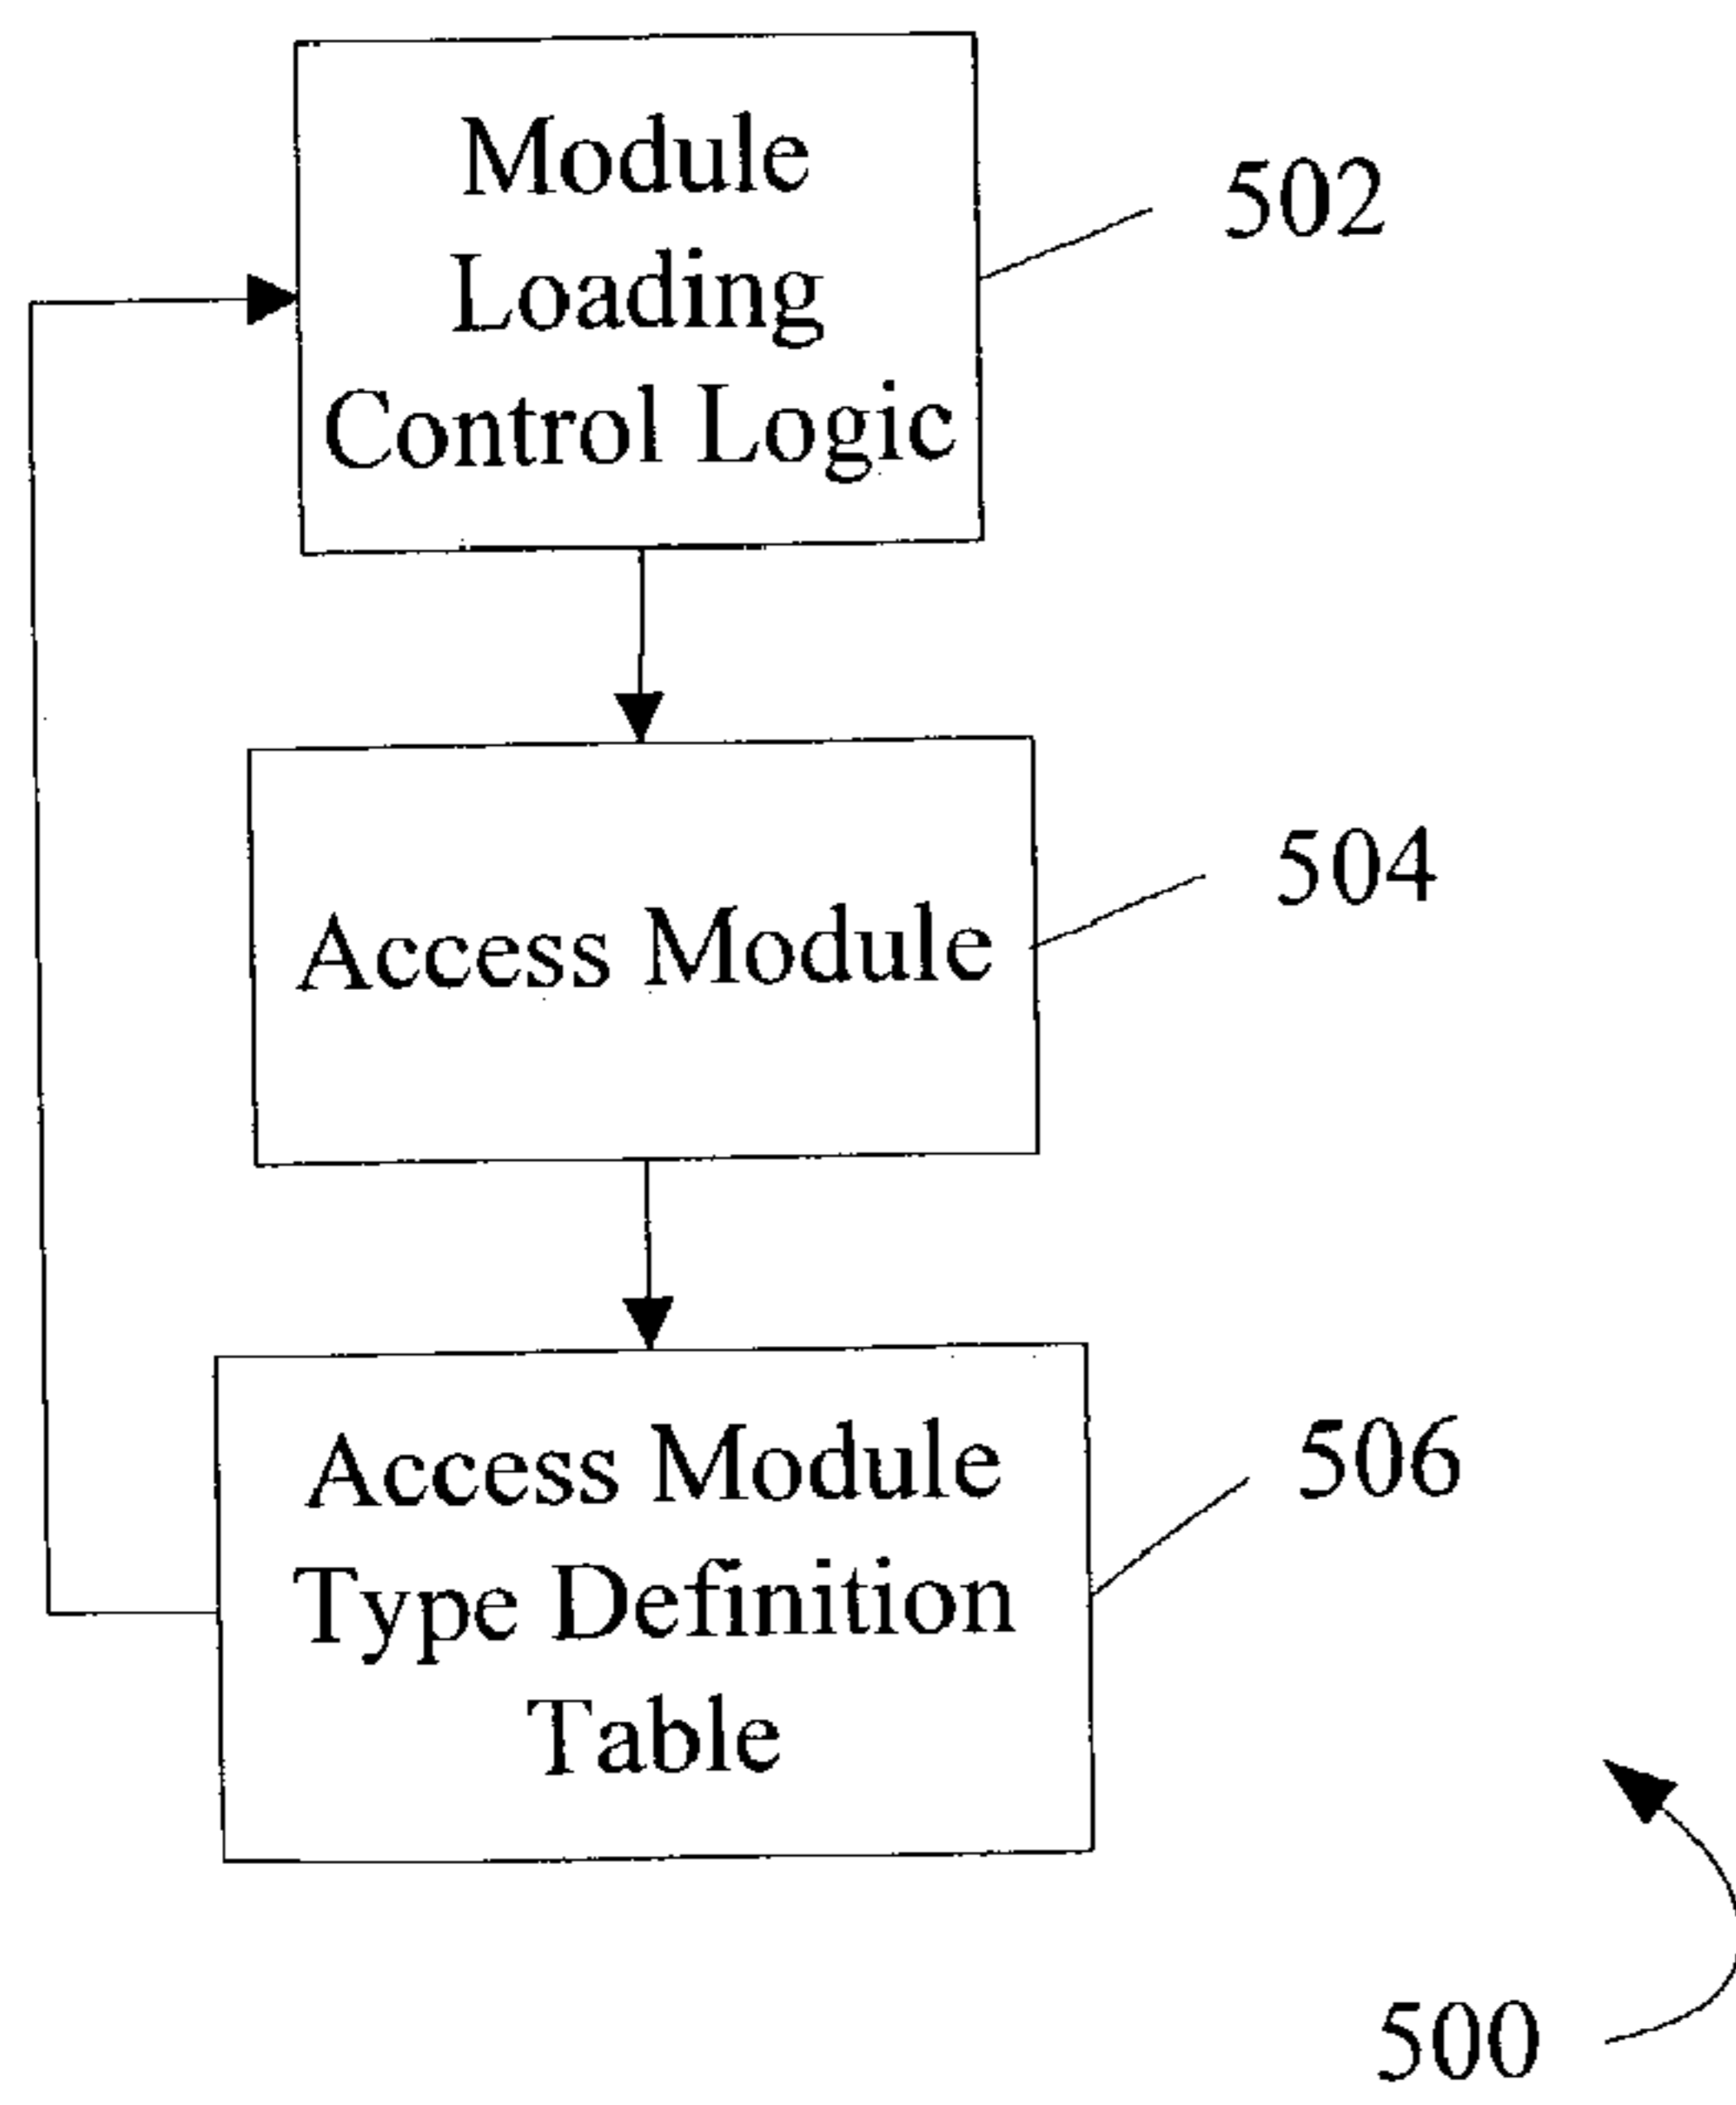 Module
Loading
Control Logic
502
Access Module
504
Access Module
Type Definition
Table
506
500